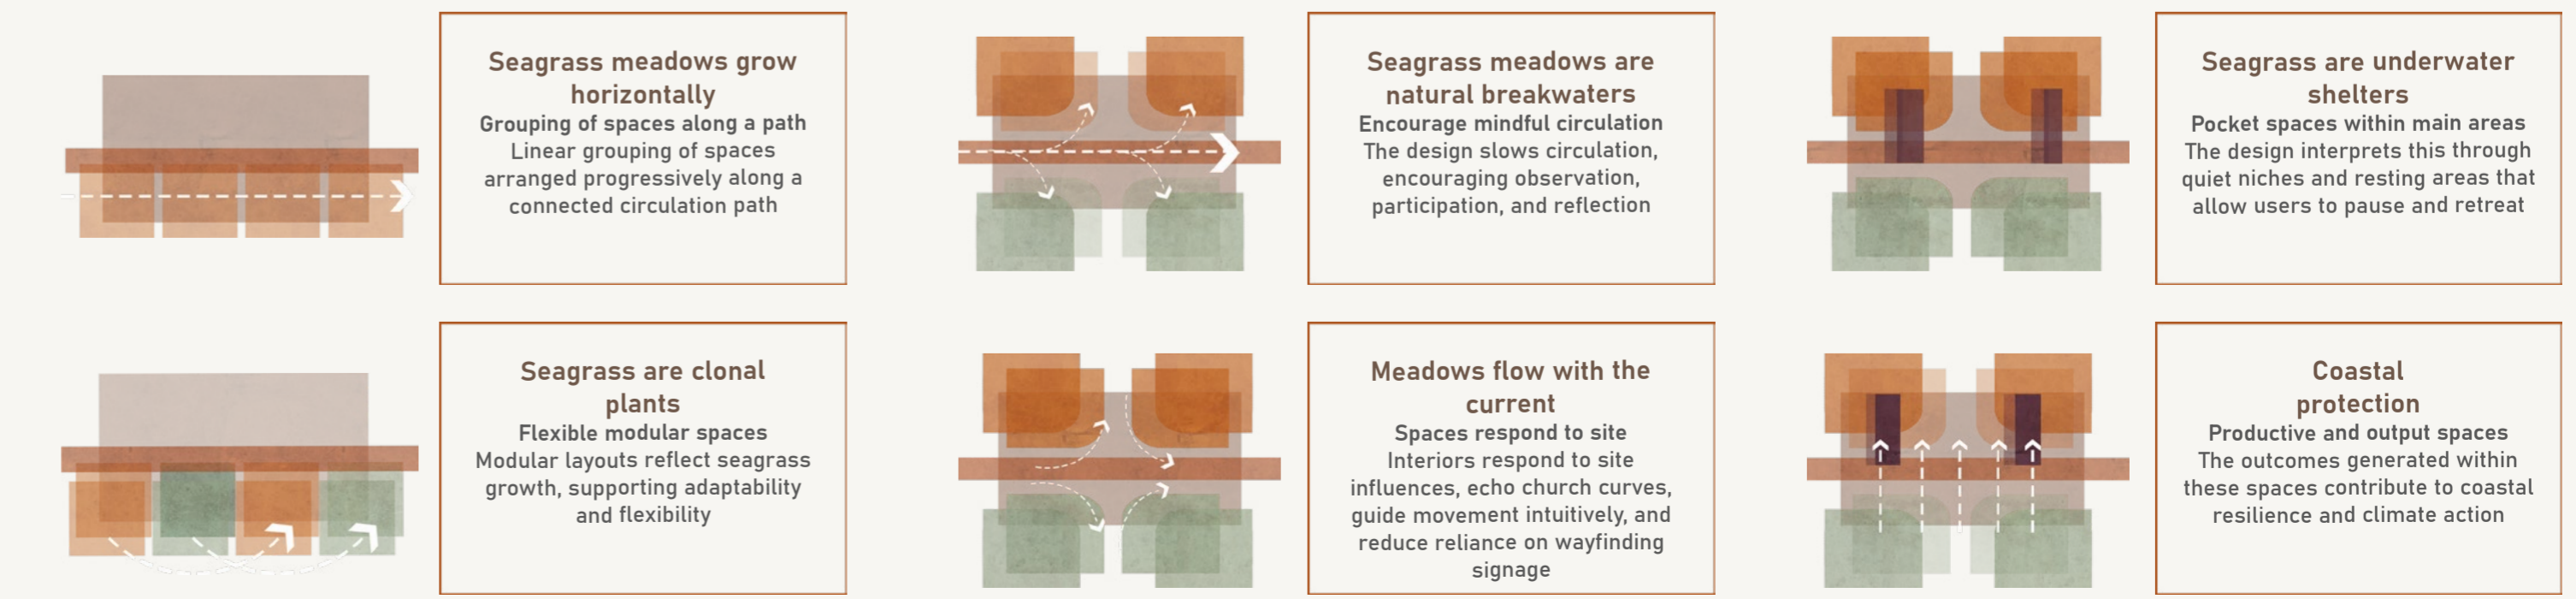 Seagrass meadows grow
horizontally
Grouping of spaces along a path
Linear grouping of spaces
arranged progressively along a
connected circulation path
Seagrass meadows are
natural breakwaters
Encourage mindful circulation
The design slows circulation,
encouraging observation,
participation, and reflection
Seagrass are underwater
shelters
Pocket spaces within main areas
The design interprets this through
quiet niches and resting areas that
allow users to pause and retreat
Seagrass are clonal
plants
Flexible modular spaces
Modular layouts reflect seagrass
growth, supporting adaptability
and flexibility
Meadows flow with the
current
Spaces respond to site
Interiors respond to site
influences, echo church curves,
guide movement intuitively, and
reduce reliance on wayfinding
signage
Coastal
protection
Productive and output spaces
The outcomes generated within
these spaces contribute to coastal
resilience and climate action